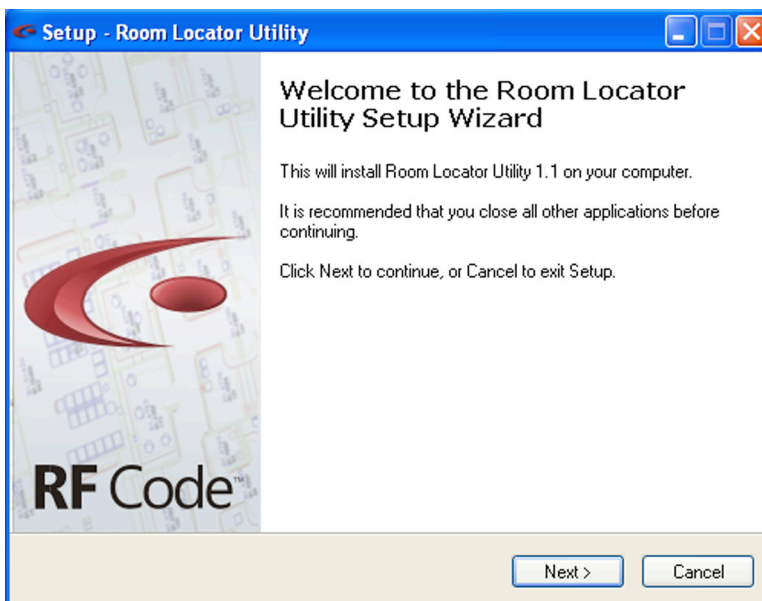 Setup - Room Locator Utility
Welcome to the Room Locator
Utility Setup Wizard
This will install Room Locator Utility 1.1 on your computer.
It is recommended that you close all other applications before
continuing.
Click Next to continue, or Cancel to exit Setup.
RF Code™
Next >
Cancel